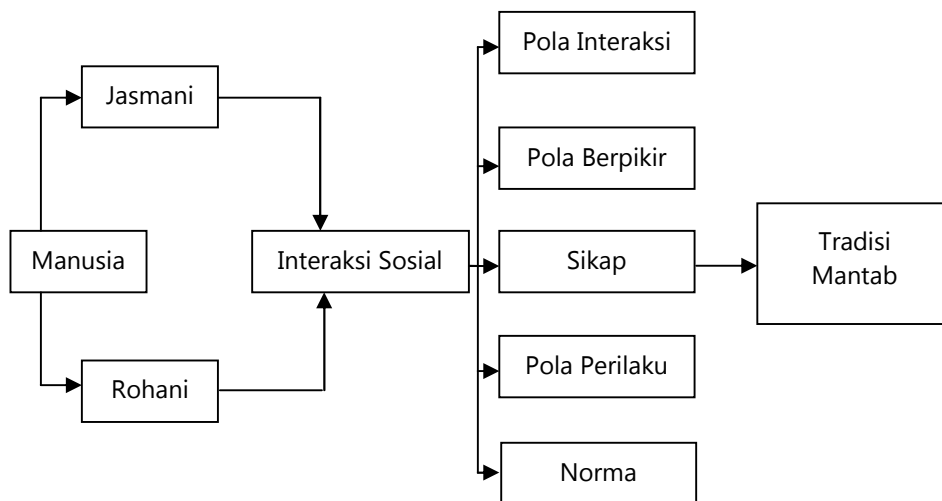 Manusia
Jasmani
Rohani
Interaksi Sosial
Pola Interaksi
Pola Berpikir
Sikap
Pola Perilaku
Norma
Tradisi
Mantab